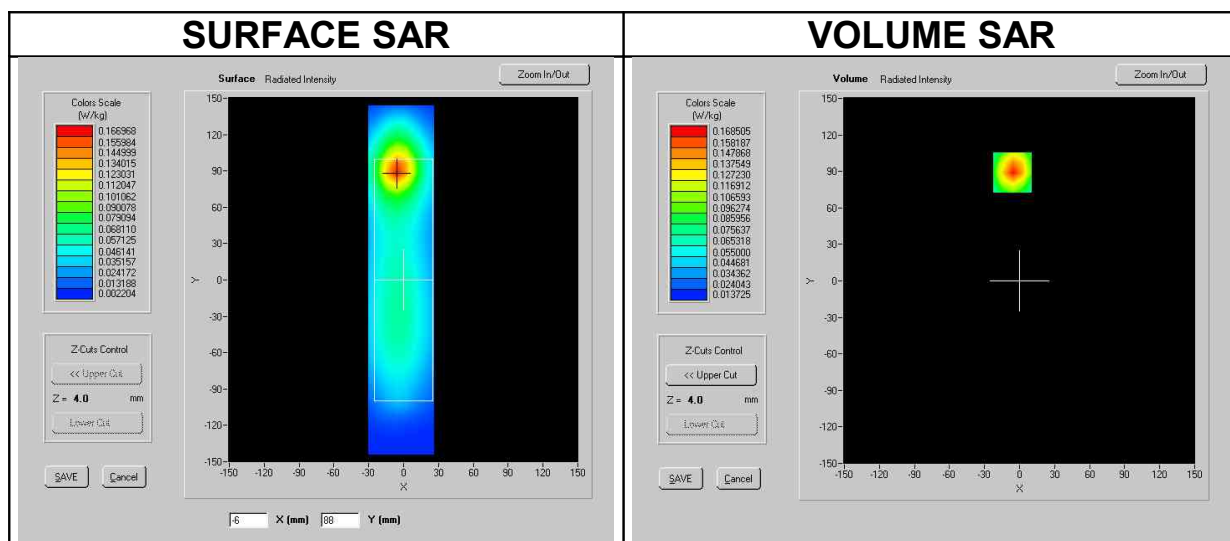 SURFACE SAR
VOLUME SAR
Surface Radiated Intensity
Zoom In/Out
Colors Scale
(W/kg)
0.166968
0.155984
0.144999
0.134015
0.123031
0.112047
0.101062
0.090078
0.079094
0.068110
0.057125
0.046141
0.035157
0.024172
0.013188
0.002204
Z-Cuts Control
<< Upper Cut
Z = 4.0 mm
Lower Cut
SAVE
Cancel
150
120
90
60
30
0
-30
-60
-90
-120
-150
Y
-150 -120 -90 -60 -30 0 30 60 90 120 150
X
-6 X (mm) 88 Y (mm)
Volume Radiated Intensity
Zoom In/Out
Colors Scale
(W/kg)
0.168505
0.158187
0.147868
0.137549
0.127230
0.116912
0.106593
0.096274
0.085956
0.075637
0.065318
0.055000
0.044681
0.034362
0.024043
0.013725
Z-Cuts Control
<< Upper Cut
Z = 4.0 mm
Lower Cut
SAVE
Cancel
150
120
90
60
30
0
-30
-60
-90
-120
-150
Y
-150 -120 -90 -60 -30 0 30 60 90 120 150
X